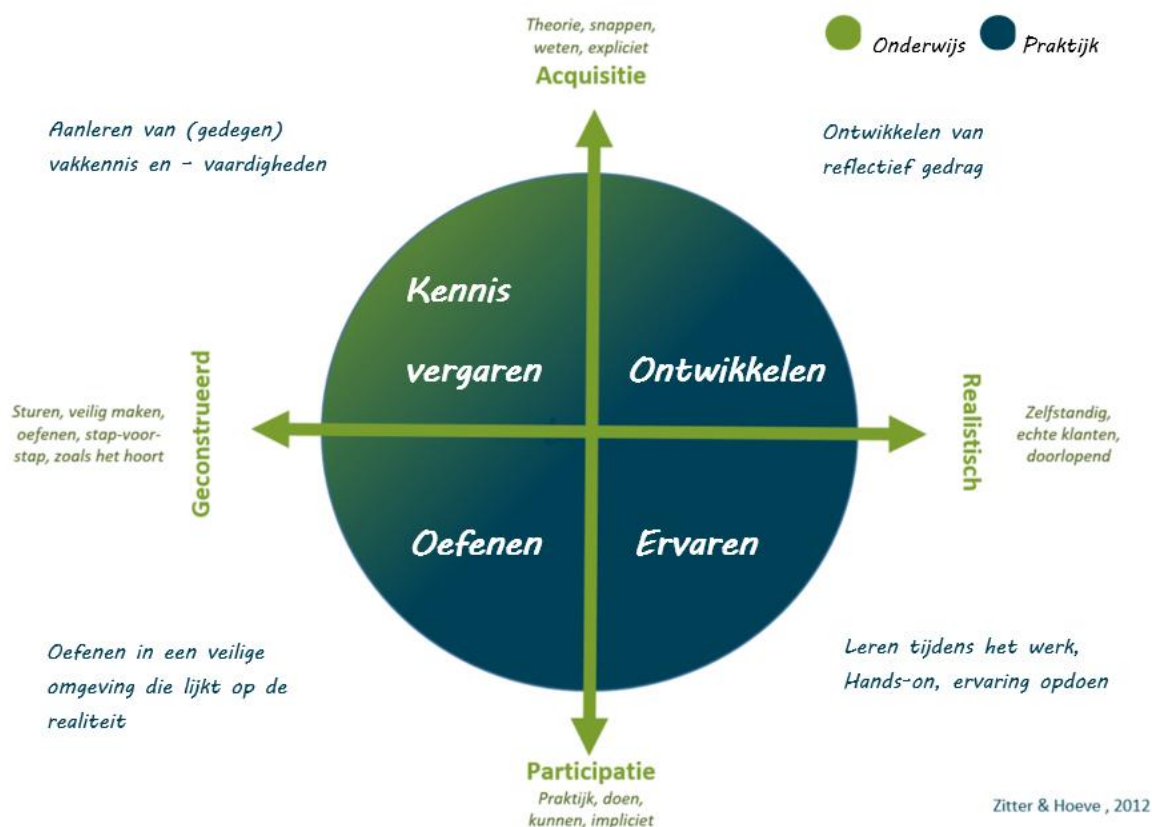 Theorie, snappen,
weten, expliciet
Acquisitie
Onderwijs
Praktijk
Aanleren van (gedegen)
vakkennis en - vaardigheden
Ontwikkelen van
reflectief gedrag
Kennis
vergaren
Ontwikkelen
Geconstrueerd
Sturen, veilig maken,
oefenen, stap-voor-
stap, zoals het hoort
Realistisch
Zelfstandig,
echte klanten,
doorlopend
Oefenen
Ervaren
Oefenen in een veilige
omgeving die lijkt op de
realiteit
Leren tijdens het werk,
Hands-on, ervaring opdoen
Participatie
Praktijk, doen,
kunnen, impliciet
Zitter & Hoeve , 2012